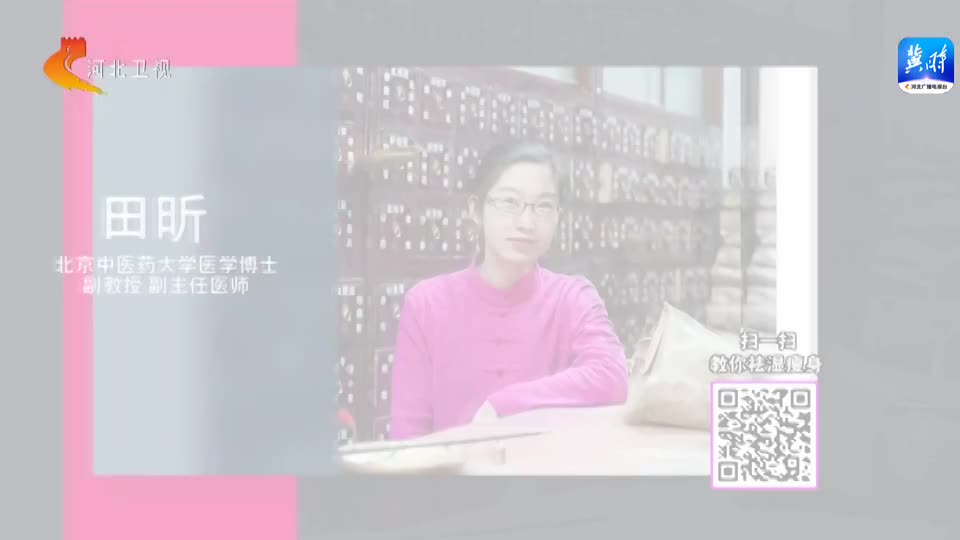 河北卫视
冀时
河北广播电视台
田昕
北京中医药大学医学博士
副教授 副主任医师
扫一扫
教你祛湿瘦身